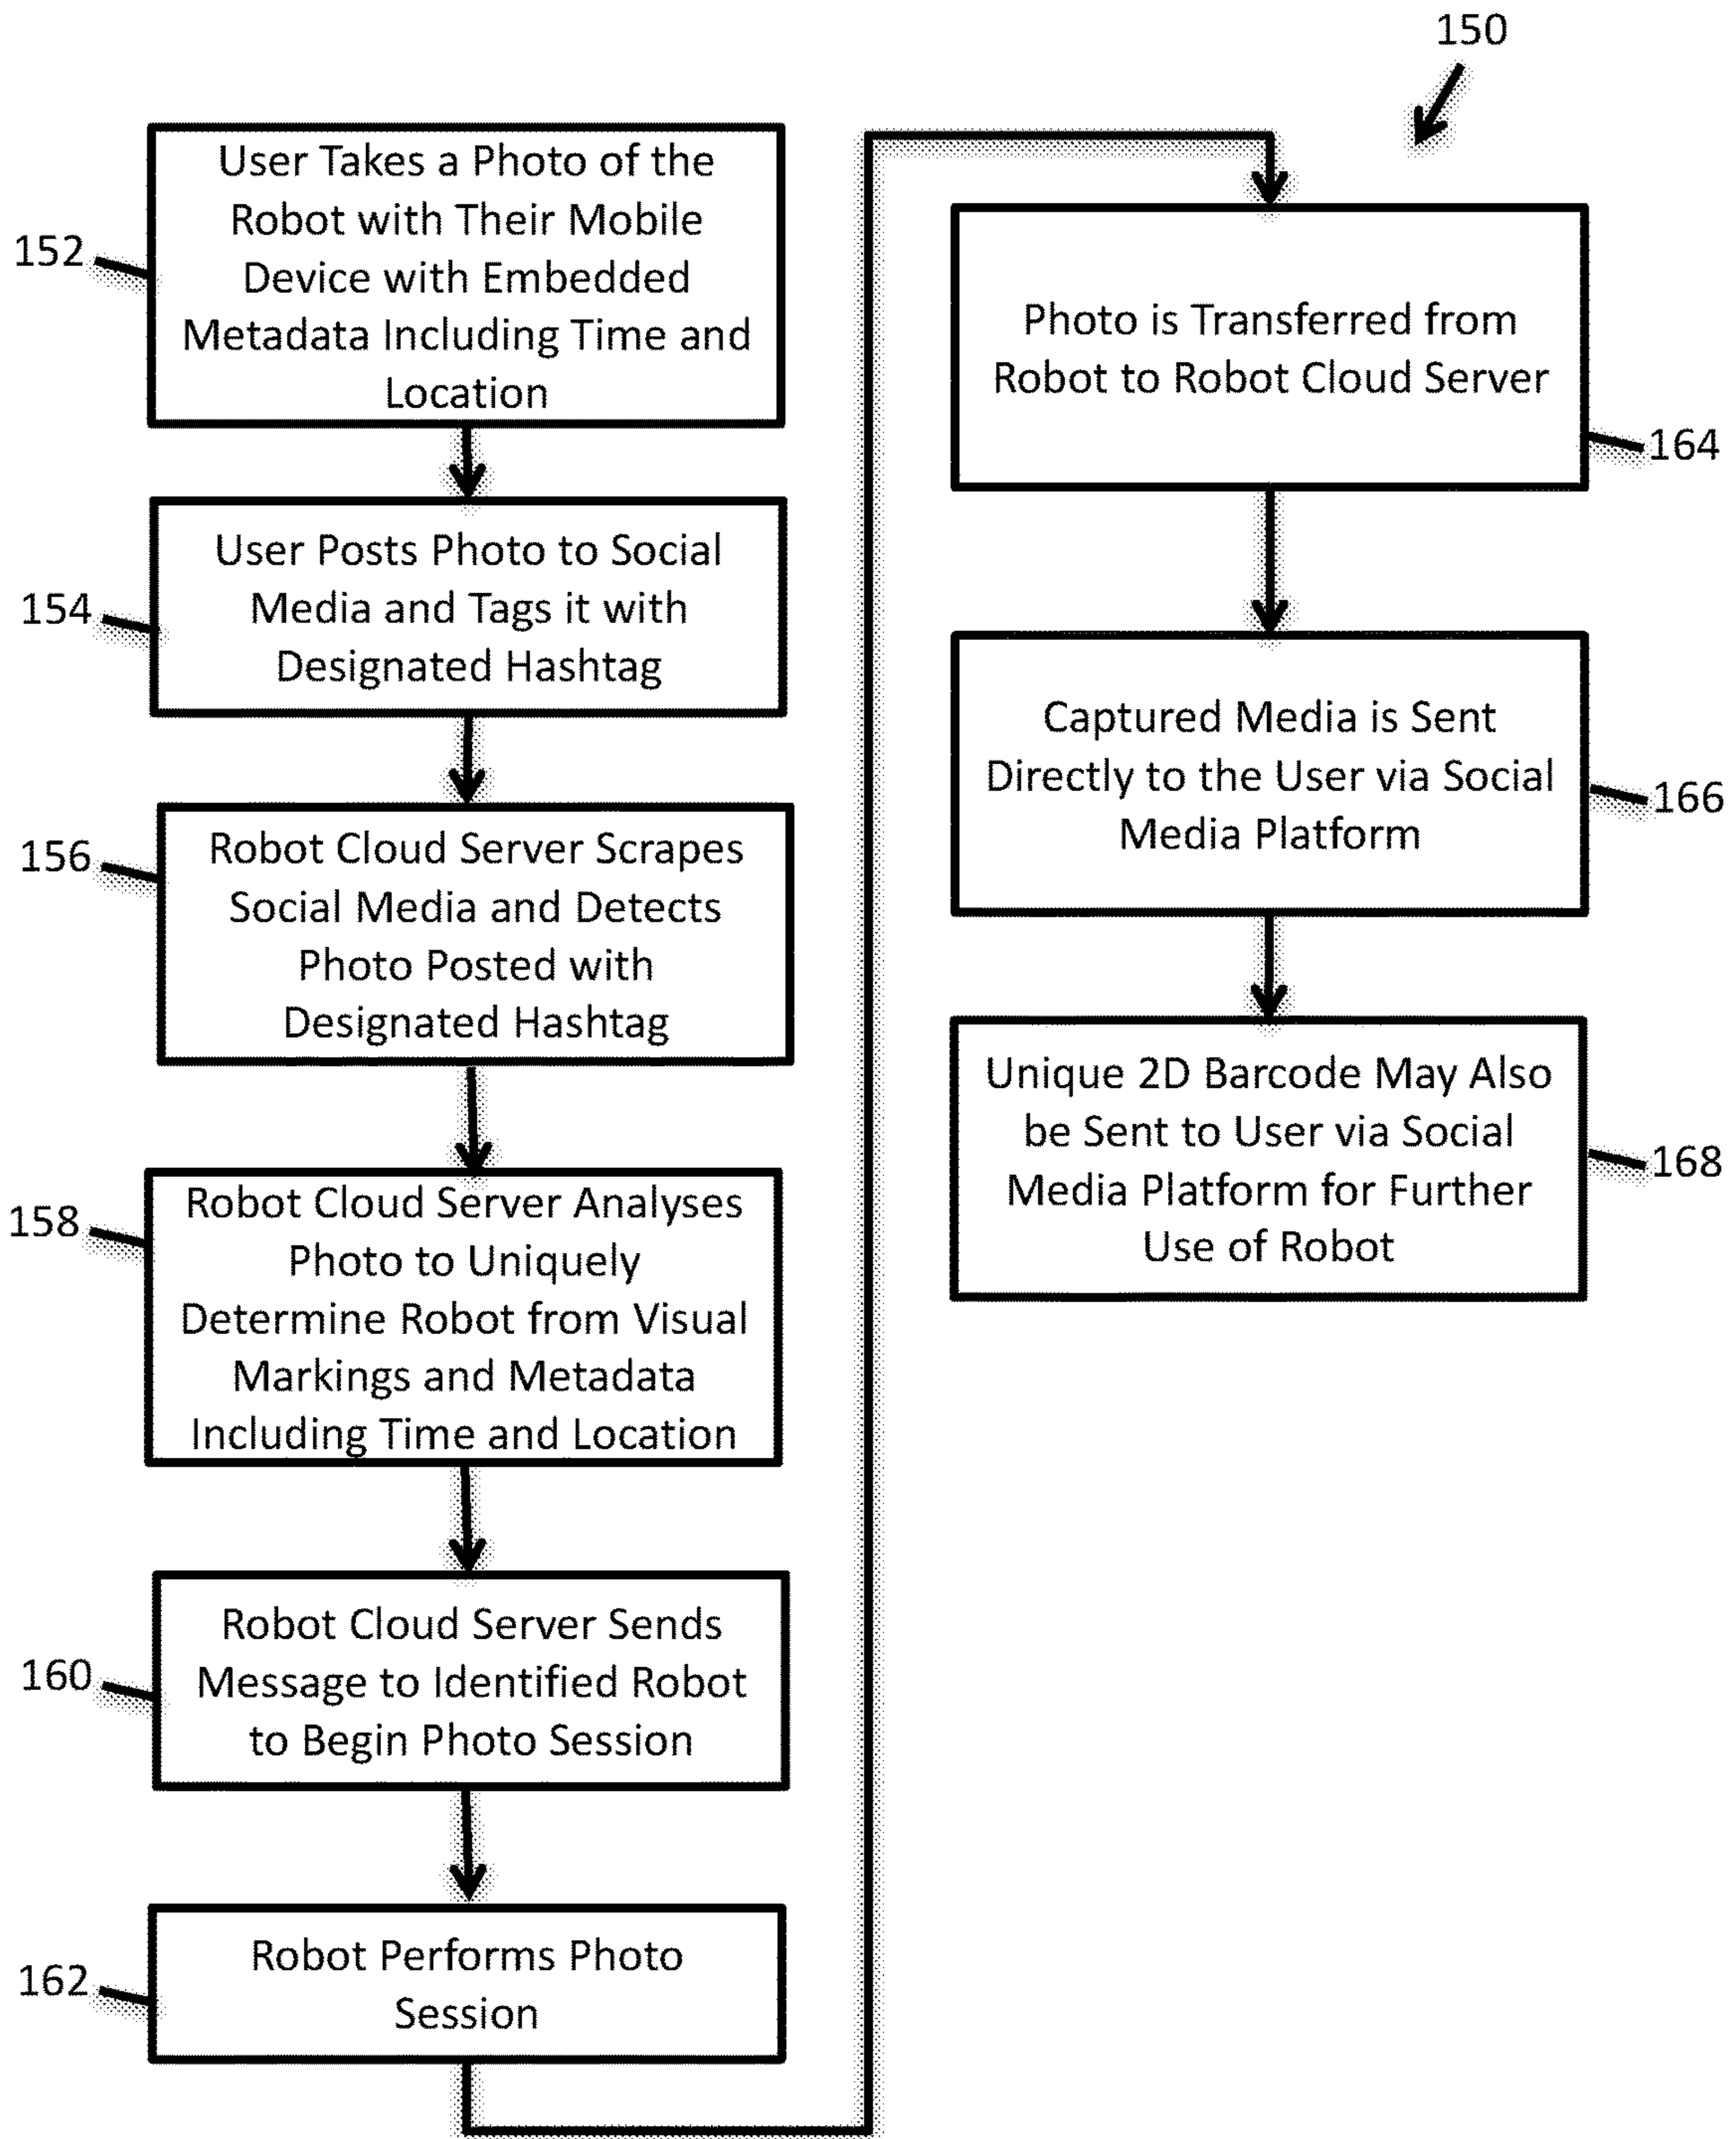 150
152
User Takes a Photo of the
Robot with Their Mobile
Device with Embedded
Metadata Including Time and
Location
154
User Posts Photo to Social
Media and Tags it with
Designated Hashtag
156
Robot Cloud Server Scrapes
Social Media and Detects
Photo Posted with
Designated Hashtag
158
Robot Cloud Server Analyses
Photo to Uniquely
Determine Robot from Visual
Markings and Metadata
Including Time and Location
160
Robot Cloud Server Sends
Message to Identified Robot
to Begin Photo Session
162
Robot Performs Photo
Session
Photo is Transferred from
Robot to Robot Cloud Server
164
Captured Media is Sent
Directly to the User via Social
Media Platform
166
Unique 2D Barcode May Also
be Sent to User via Social
Media Platform for Further
Use of Robot
168